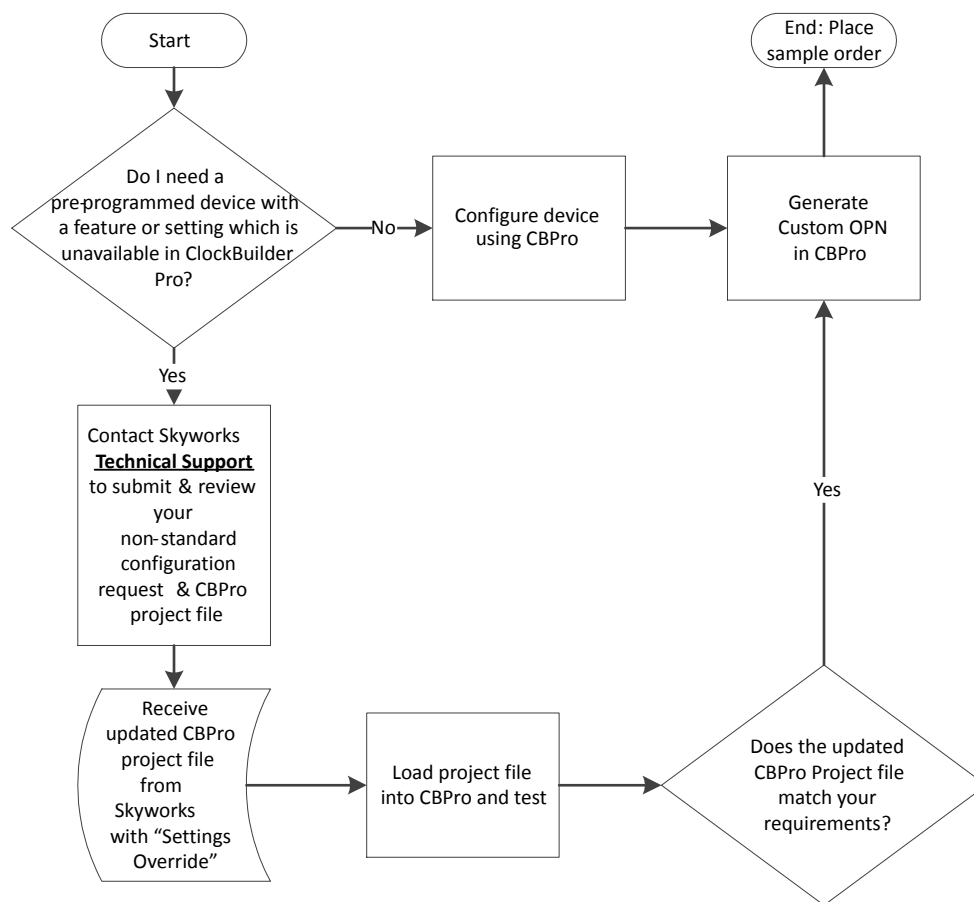 Start
End: Place
sample order
Do I need a
pre-programmed device with
a feature or setting which is
unavailable in ClockBuilder
Pro?
No
Configure device
using CBPro
Generate
Custom OPN
in CBPro
Yes
Contact Skyworks
Technical Support
to submit & review
your
non-standard
configuration
request & CBPro
project file
Yes
Receive
updated CBPro
project file
from
Skyworks
with “Settings
Override”
Load project file
into CBPro and test
Does the updated
CBPro Project file
match your
requirements?